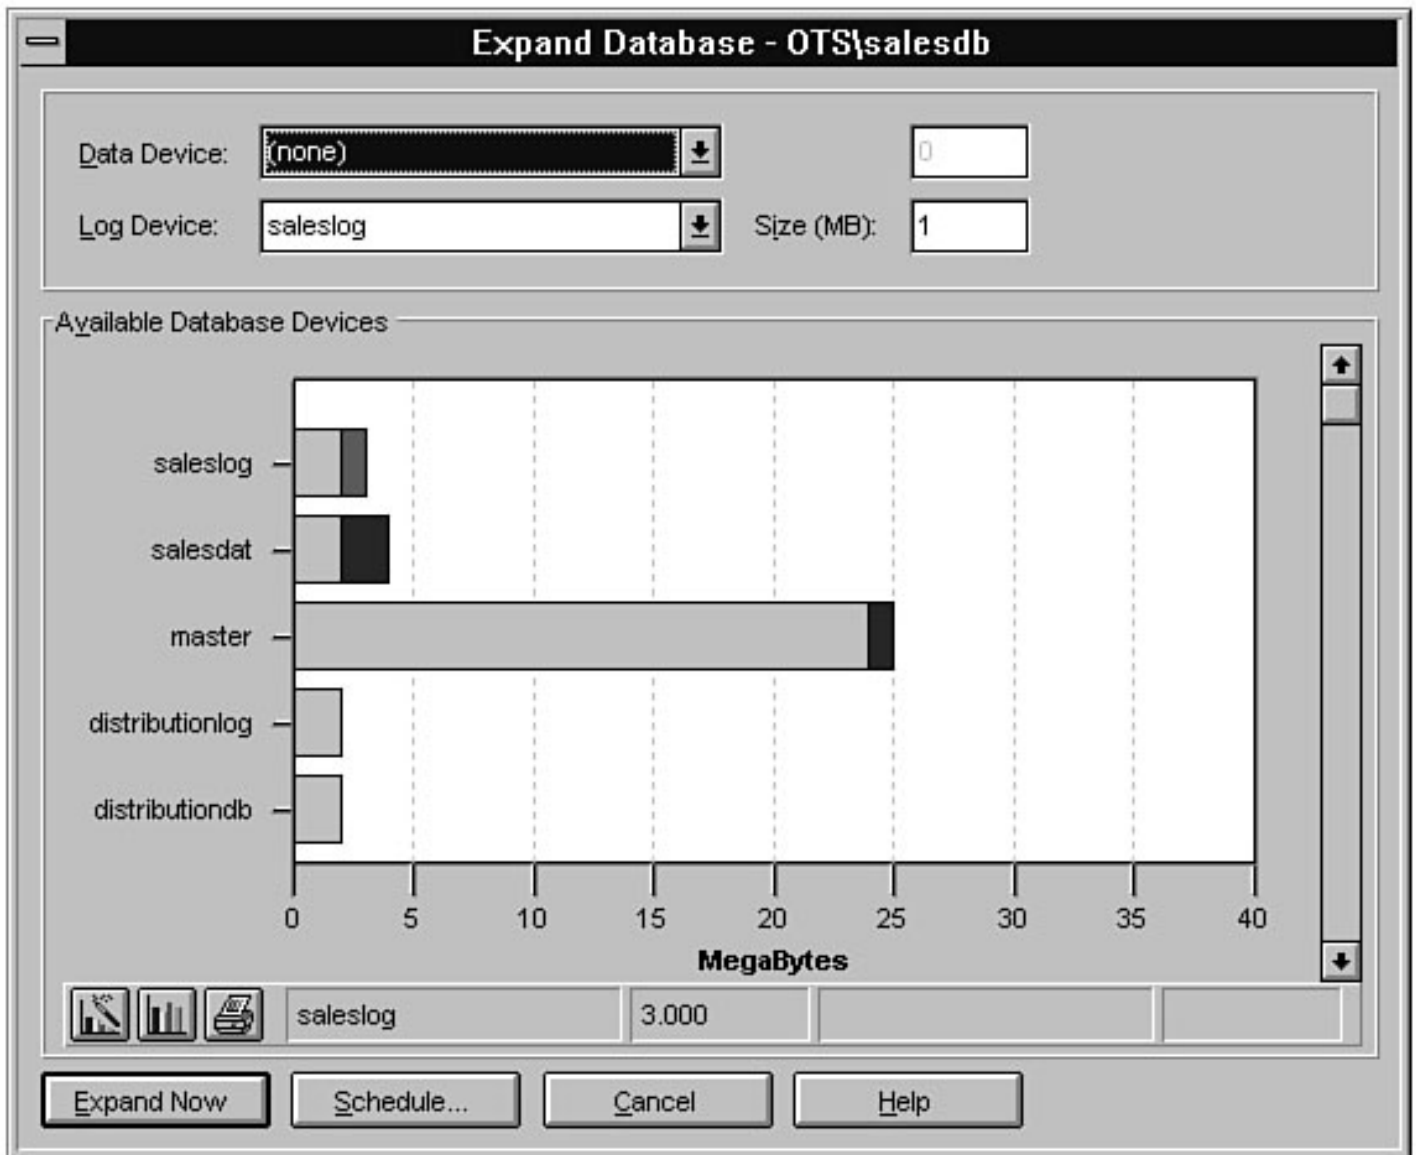 Expand Database - OTS\salesdb
Data Device: (none) 0
Log Device: saleslog Size (MB): 1
Available Database Devices
saleslog
salesdat
master
distributionlog
distributiondb
0 5 10 15 20 25 30 35 40
MegaBytes
saleslog 3.000
Expand Now Schedule... Cancel Help